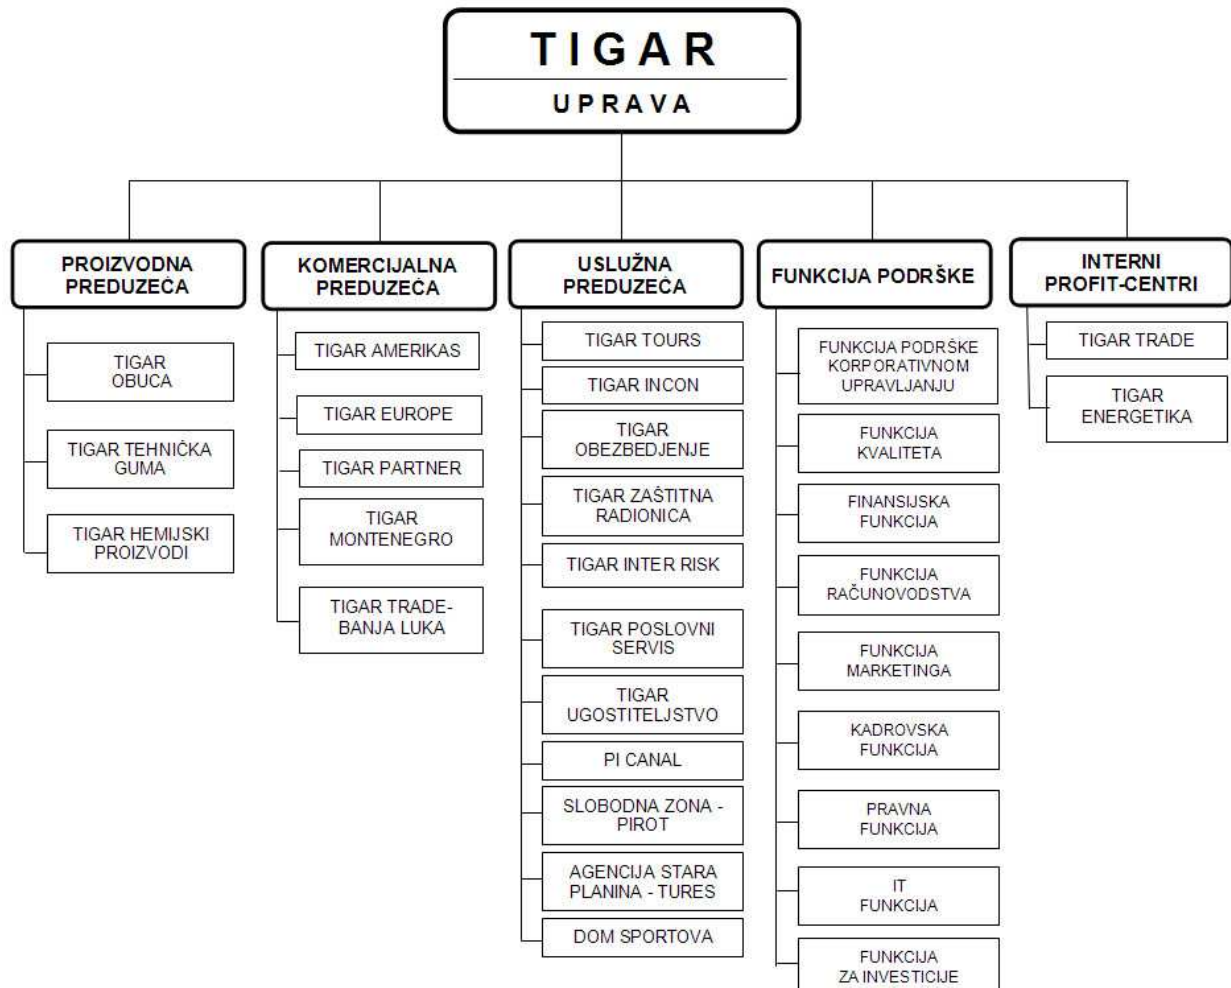 TIGAR
UPRAVA
PROIZVODNA
PREDUZEĆA
TIGAR
OBUCA
TIGAR TEHNIČKA
GUMA
TIGAR HEMIJSKI
PROIZVODI
KOMERCIJALNA
PREDUZEĆA
TIGAR AMERIKAS
TIGAR EUROPE
TIGAR PARTNER
TIGAR
MONTENEGRO
TIGAR TRADE-
BANJA LUKA
USLUŽNA
PREDUZEĆA
TIGAR TOURS
TIGAR INCON
TIGAR
OBEZBEDJENJE
TIGAR ZAŠTITNA
RADIONICA
TIGAR INTER RISK
TIGAR POSLOVNI
SERVIS
TIGAR
UGOSTITELJSTVO
PI CANAL
SLOBODNA ZONA -
PIROT
AGENCIJA STARA
PLANINA - TURES
DOM SPORTOVA
FUNKCIJA PODRŠKE
FUNKCIJA PODRŠKE
KORPORATIVNOM
UPRAVLJANJU
FUNKCIJA
KVALITETA
FINANSIJSKA
FUNKCIJA
FUNKCIJA
RAČUNOVODSTVA
FUNKCIJA
MARKETINGA
KADROVSKA
FUNKCIJA
PRAVNA
FUNKCIJA
IT
FUNKCIJA
FUNKCIJA
ZA INVESTICIJE
INTERNI
PROFIT-CENTRI
TIGAR TRADE
TIGAR
ENERGETIKA